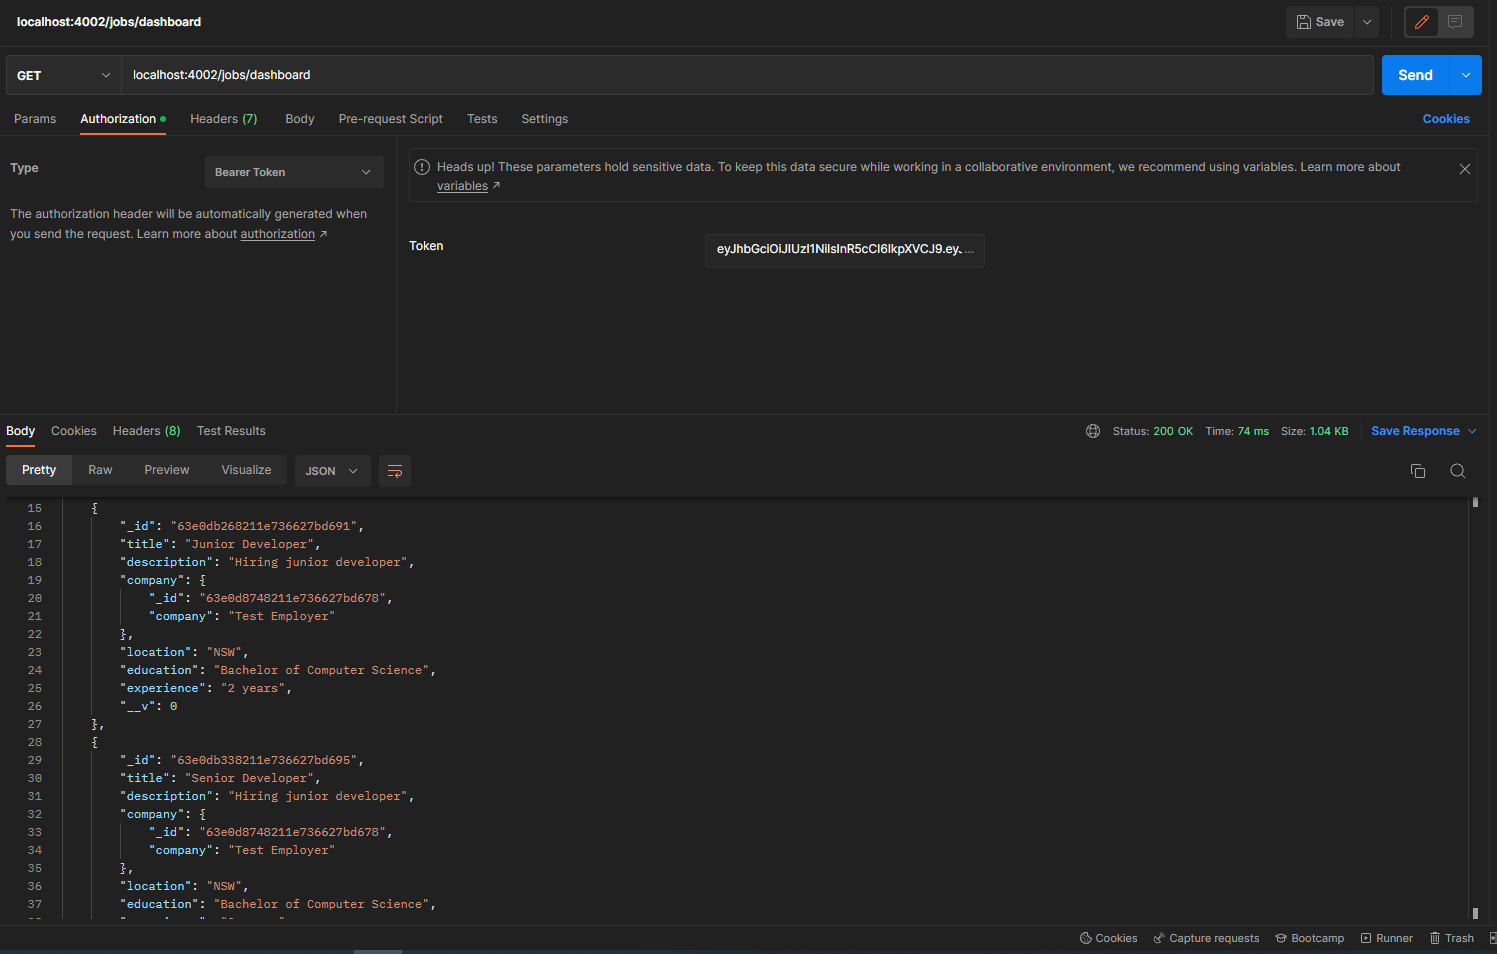 localhost:4002/jobs/dashboard
Save
GET
localhost:4002/jobs/dashboard
Send
Params Authorization Headers (7) Body Pre-request Script Tests Settings Cookies
Type
Bearer Token
The authorization header will be automatically generated when
you send the request. Learn more about authorization ↗
Heads up! These parameters hold sensitive data. To keep this data secure while working in a collaborative environment, we recommend using variables. Learn more about
variables ↗
Token
eyJhbGciOiJIUzI1NiIsInR5cCI6IkpXVCJ9.eyJ ...
Body Cookies Headers (8) Test Results
Status: 200 OK Time: 74 ms Size: 1.04 KB Save Response
Pretty Raw Preview Visualize JSON
15 {
16 "_id": "63e0db268211e736627bd691",
17 "title": "Junior Developer",
18 "description": "Hiring junior developer",
19 "company": {
20 "_id": "63e0d8748211e736627bd678",
21 "company": "Test Employer"
22 },
23 "location": "NSW",
24 "education": "Bachelor of Computer Science",
25 "experience": "2 years",
26 "__v": 0
27 },
28 {
29 "_id": "63e0db338211e736627bd695",
30 "title": "Senior Developer",
31 "description": "Hiring junior developer",
32 "company": {
33 "_id": "63e0d8748211e736627bd678",
34 "company": "Test Employer"
35 },
36 "location": "NSW",
37 "education": "Bachelor of Computer Science",
Cookies Capture requests Bootcamp Runner Trash